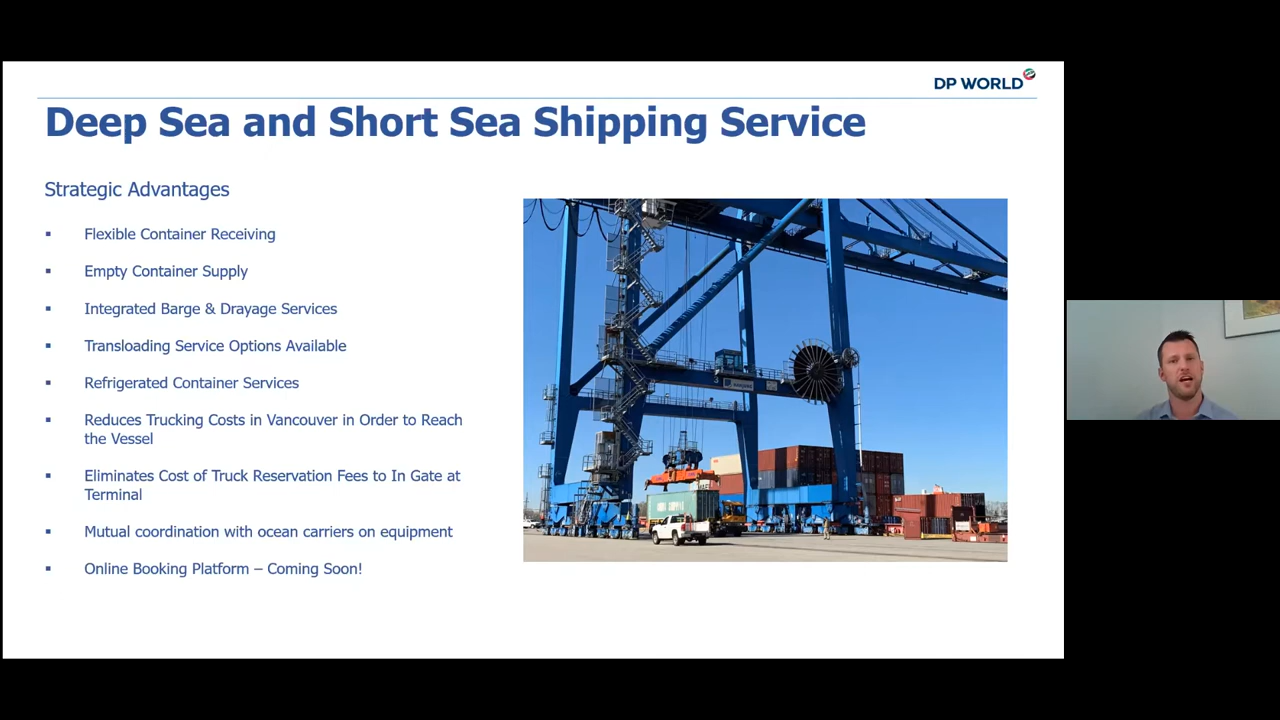 DP WORLD
Deep Sea and Short Sea Shipping Service
Strategic Advantages
▪ Flexible Container Receiving
▪ Empty Container Supply
▪ Integrated Barge & Drayage Services
▪ Transloading Service Options Available
▪ Refrigerated Container Services
▪ Reduces Trucking Costs in Vancouver in Order to Reach
the Vessel
▪ Eliminates Cost of Truck Reservation Fees to In Gate at
Terminal
▪ Mutual coordination with ocean carriers on equipment
▪ Online Booking Platform – Coming Soon!